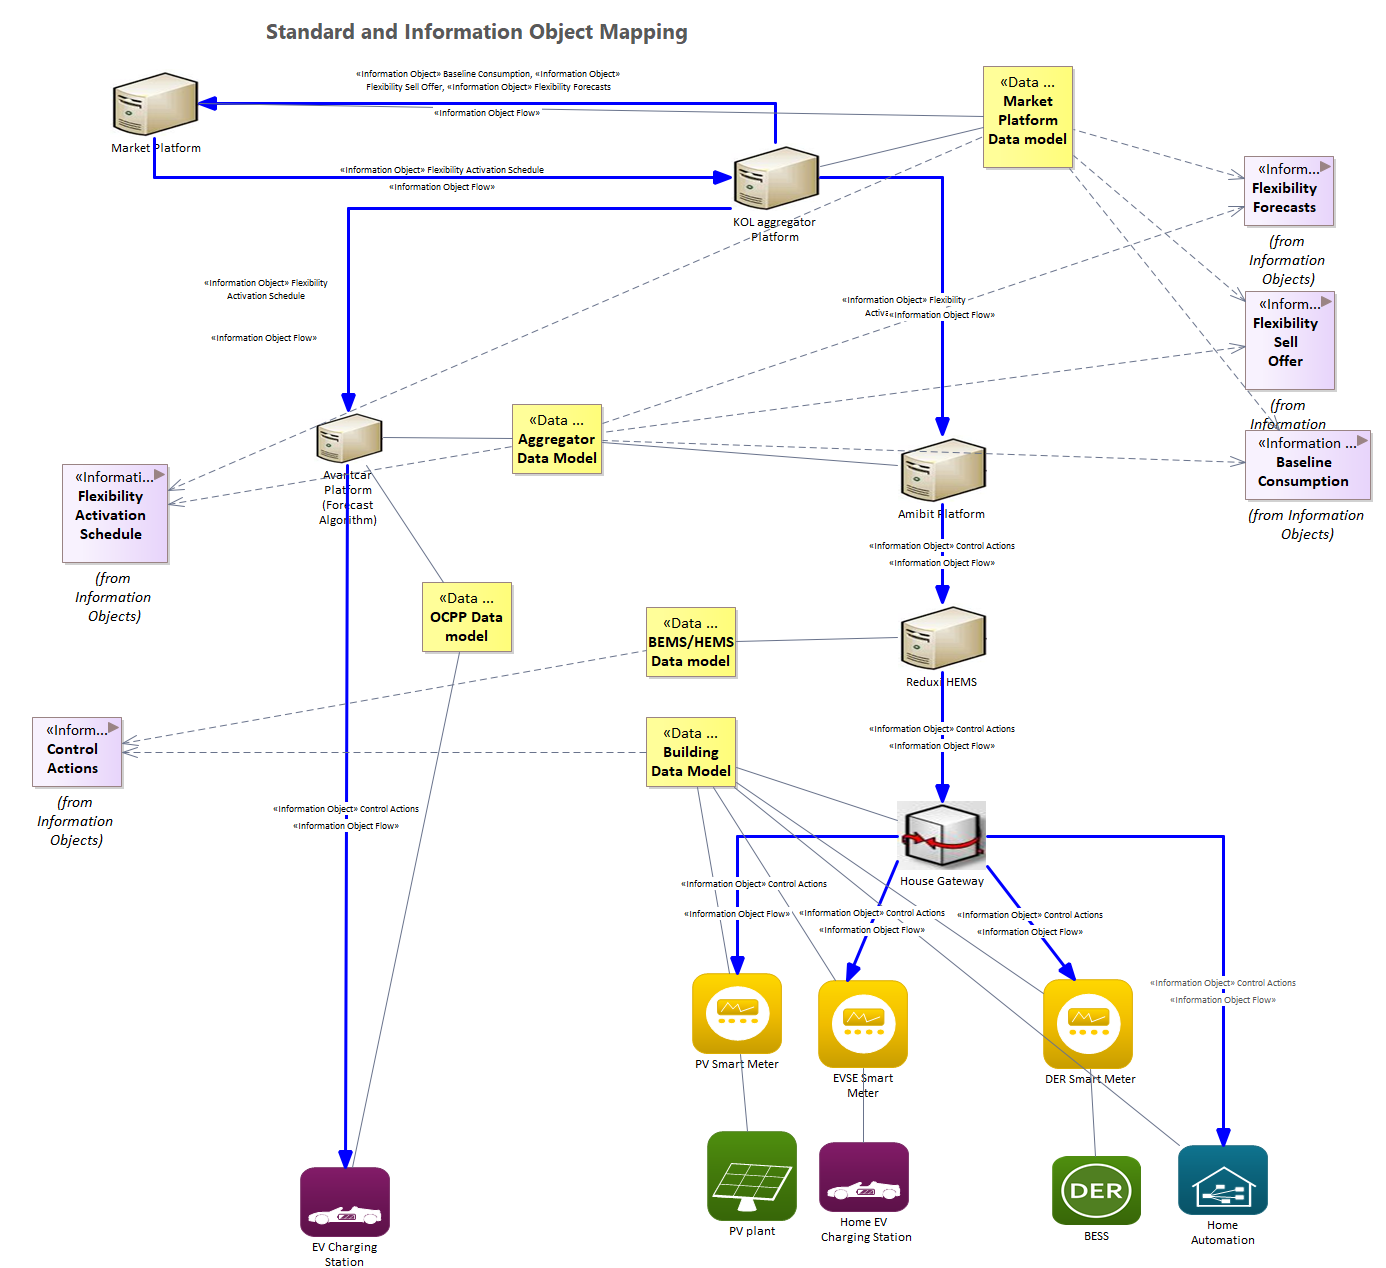 Standard and Information Object Mapping
«Information Object» Baseline Consumption, «Information Object»
Flexibility Sell Offer, «Information Object» Flexibility Forecasts
«Information Object Flow»
Market Platform
«Data ...
Market
Platform
Data model
«Information Object» Flexibility Activation Schedule
«Information Object Flow»
KOL aggregator
Platform
«Inform...
Flexibility
Forecasts
(from
Information
Objects)
«Information Object» Flexibility
Activation Schedule
«Information Object Flow»
«Information Object» Flexibility
Activa
«Information Object Flow»
«Inform...
Flexibility
Sell
Offer
(from
Information
«Data ...
Aggregator
Data Model
«Information ...
Baseline
Consumption
(from Information
Objects)
Avantcar
Platform
(Forecast
Algorithm)
«Informati...
Flexibility
Activation
Schedule
(from
Information
Objects)
Amibit Platform
«Information Object» Control Actions
«Information Object Flow»
«Data ...
OCPP Data
model
«Data ...
BEMS/HEMS
Data model
Reduxi HEMS
«Information Object» Control Actions
«Information Object Flow»
«Inform...
Control
Actions
(from
Information
Objects)
«Data ...
Building
Data Model
«Information Object» Control Actions
«Information Object Flow»
House Gateway
«Information Object» Control Actions
«Information Object Flow»
«Information Object» Control Actions
«Information Object Flow»
«Information Object» Control Actions
«Information Object Flow»
«Information Object» Control Actions
«Information Object Flow»
PV Smart Meter
EVSE Smart
Meter
DER Smart Meter
EV Charging
Station
PV plant
Home EV
Charging Station
DER
BESS
Home
Automation